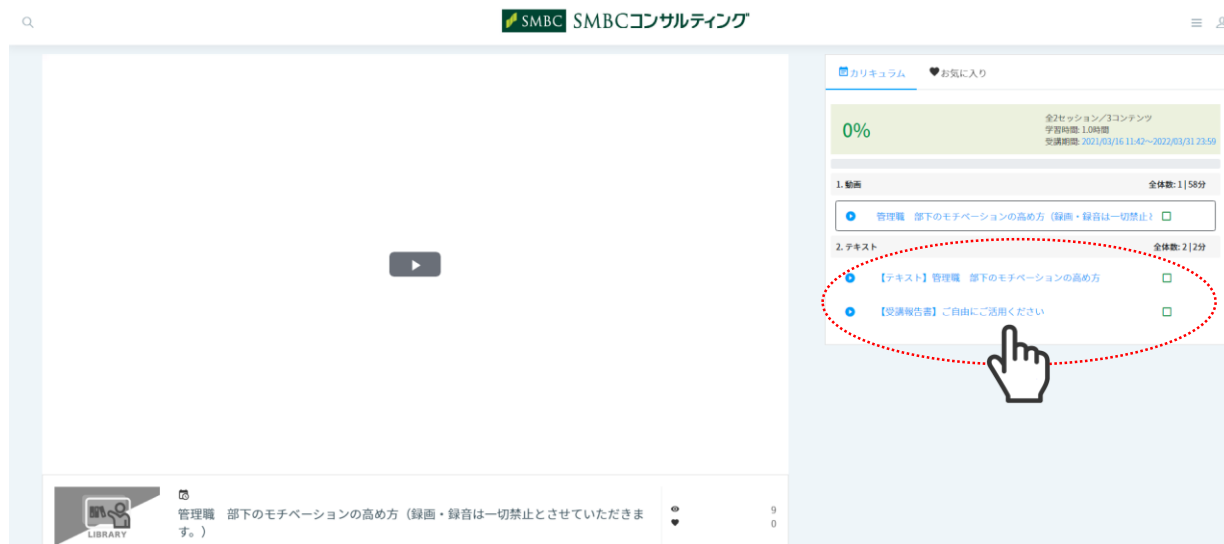 SMBC SMBCコンサルティング
カリキュラム お気に入り
0%
全2セッション／3コンテンツ
学習時間: 1.0時間
受講期間: 2021/03/16 11:42～2022/03/31 23:59
1. 動画 全体数: 1 | 58分
管理職 部下のモチベーションの高め方（録画・録音は一切禁止と
2. テキスト 全体数: 2 | 2分
【テキスト】管理職 部下のモチベーションの高め方
【受講報告書】ご自由にご活用ください
LIBRARY
管理職 部下のモチベーションの高め方（録画・録音は一切禁止とさせていただきま
す。）
9
0